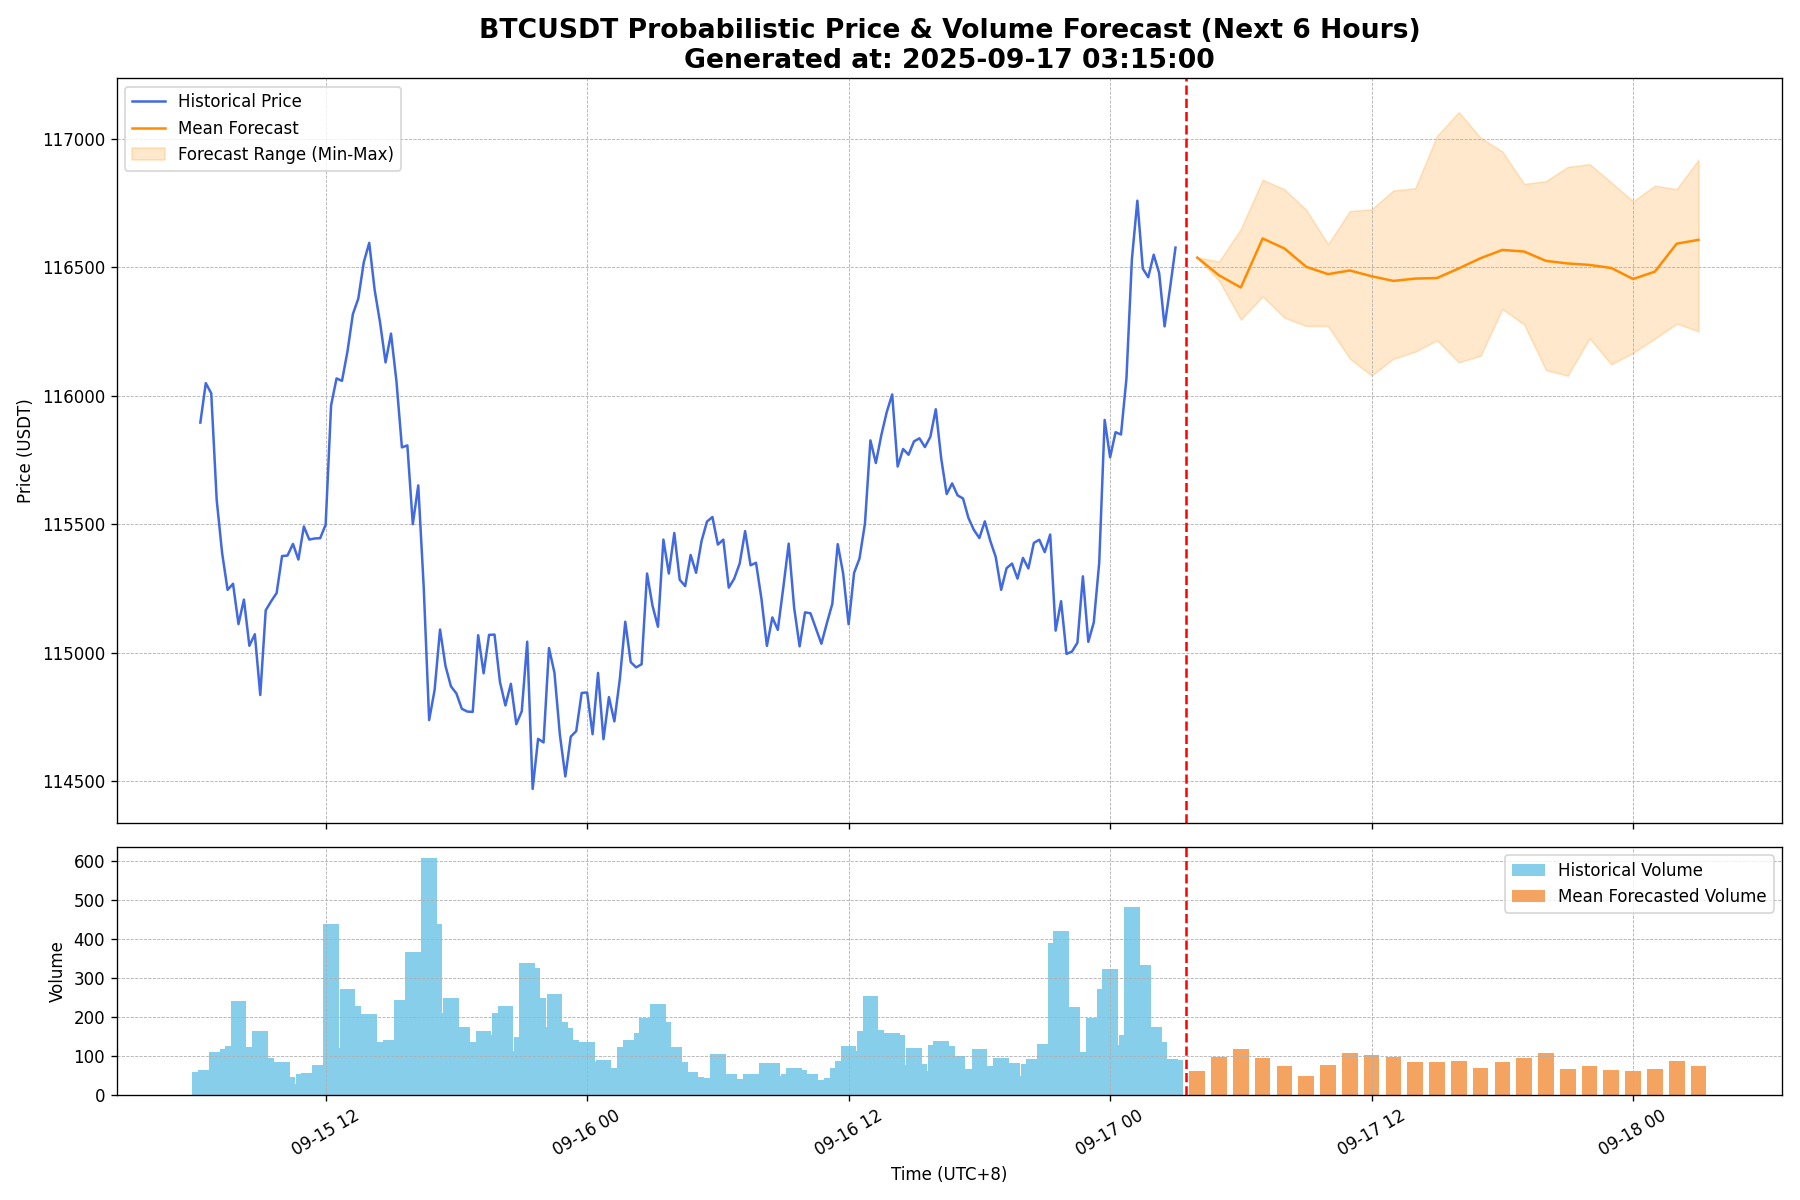 BTCUSDT Probabilistic Price & Volume Forecast (Next 6 Hours)
Generated at: 2025-09-17 03:15:00
Historical Price
Mean Forecast
Forecast Range (Min-Max)
117000
116500
116000
115500
115000
114500
Price (USDT)
Historical Volume
Mean Forecasted Volume
600
500
400
300
200
100
0
Volume
09-15 12
09-16 00
09-16 12
09-17 00
09-17 12
09-18 00
Time (UTC+8)